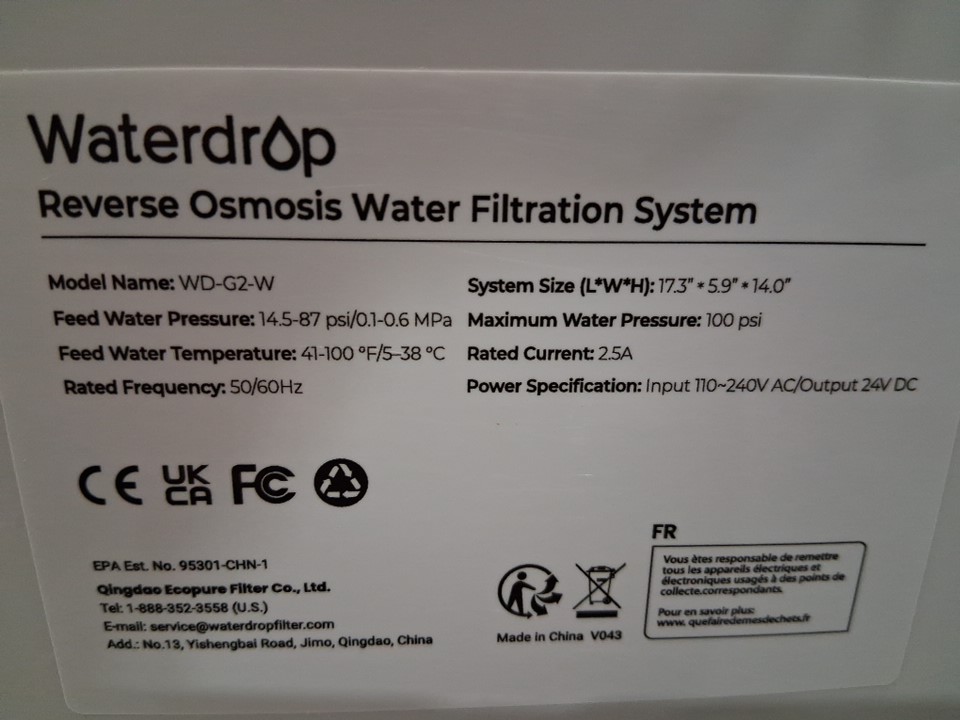 Waterdrop
Reverse Osmosis Water Filtration System
Model Name: WD-G2-W
Feed Water Pressure: 14.5-87 psi/0.1-0.6 MPa
Feed Water Temperature: 41-100 °F/5–38 °C
Rated Frequency: 50/60Hz
System Size (L*W*H): 17.3” * 5.9” * 14.0”
Maximum Water Pressure: 100 psi
Rated Current: 2.5A
Power Specification: Input 110~240V AC/Output 24V DC
CE
UK
CA
FC
EPA Est. No. 95301-CHN-1
Qingdao Ecopure Filter Co., Ltd.
Tel: 1-888-352-3558 (U.S.)
E-mail: service@waterdropfilter.com
Add.: No.13, Yishengbai Road, Jimo, Qingdao, China
Made in China V043
FR
Vous êtes responsable de remettre
tous les appareils électriques et
électroniques usagés à des points de
collecte.correspondants.
Pour en savoir plus:
www. quefairedemesdechets.fr